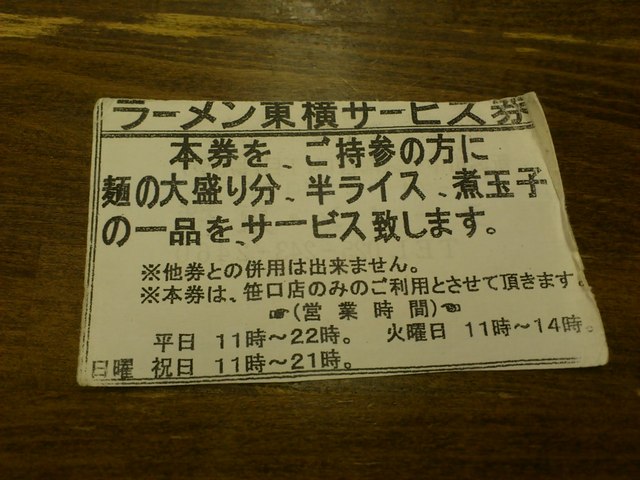 ラーメン東横サービス券
本券を、ご持参の方に
麺の大盛り分、半ライス、煮玉子
の一品を、サービス致します。
※他券との併用は出来ません。
※本券は、笹口店のみのご利用とさせて頂きます。
☞(営業時間)☜
平日 11時~22時。 火曜日 11時~14時。
日曜 祝日 11時~21時。